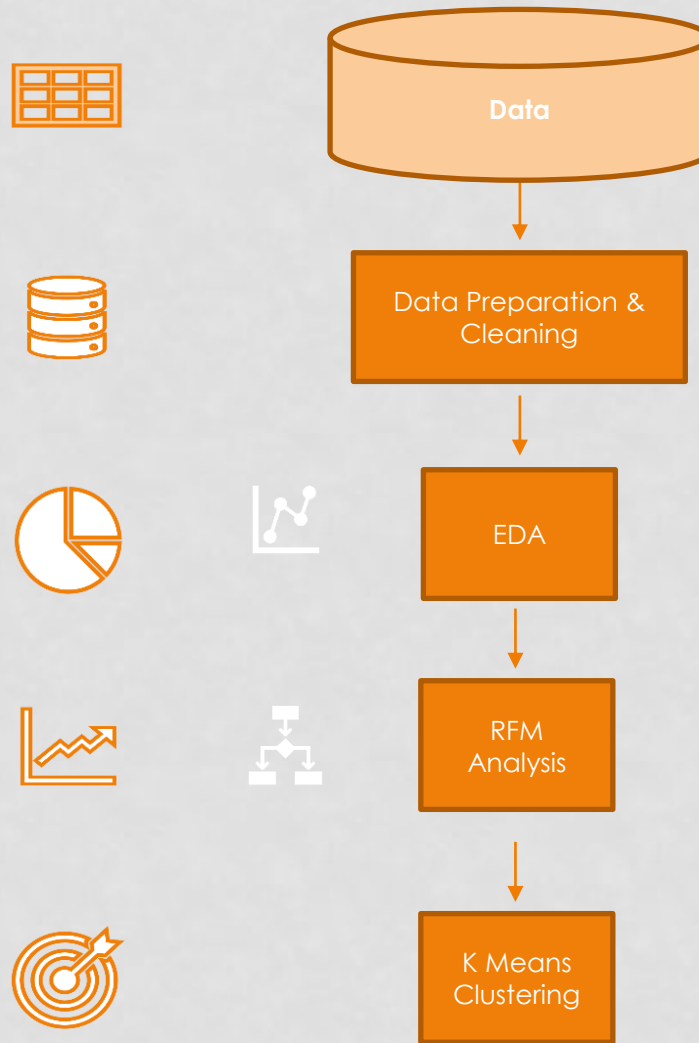 Data
Data Preparation &
Cleaning
EDA
RFM
Analysis
K Means
Clustering